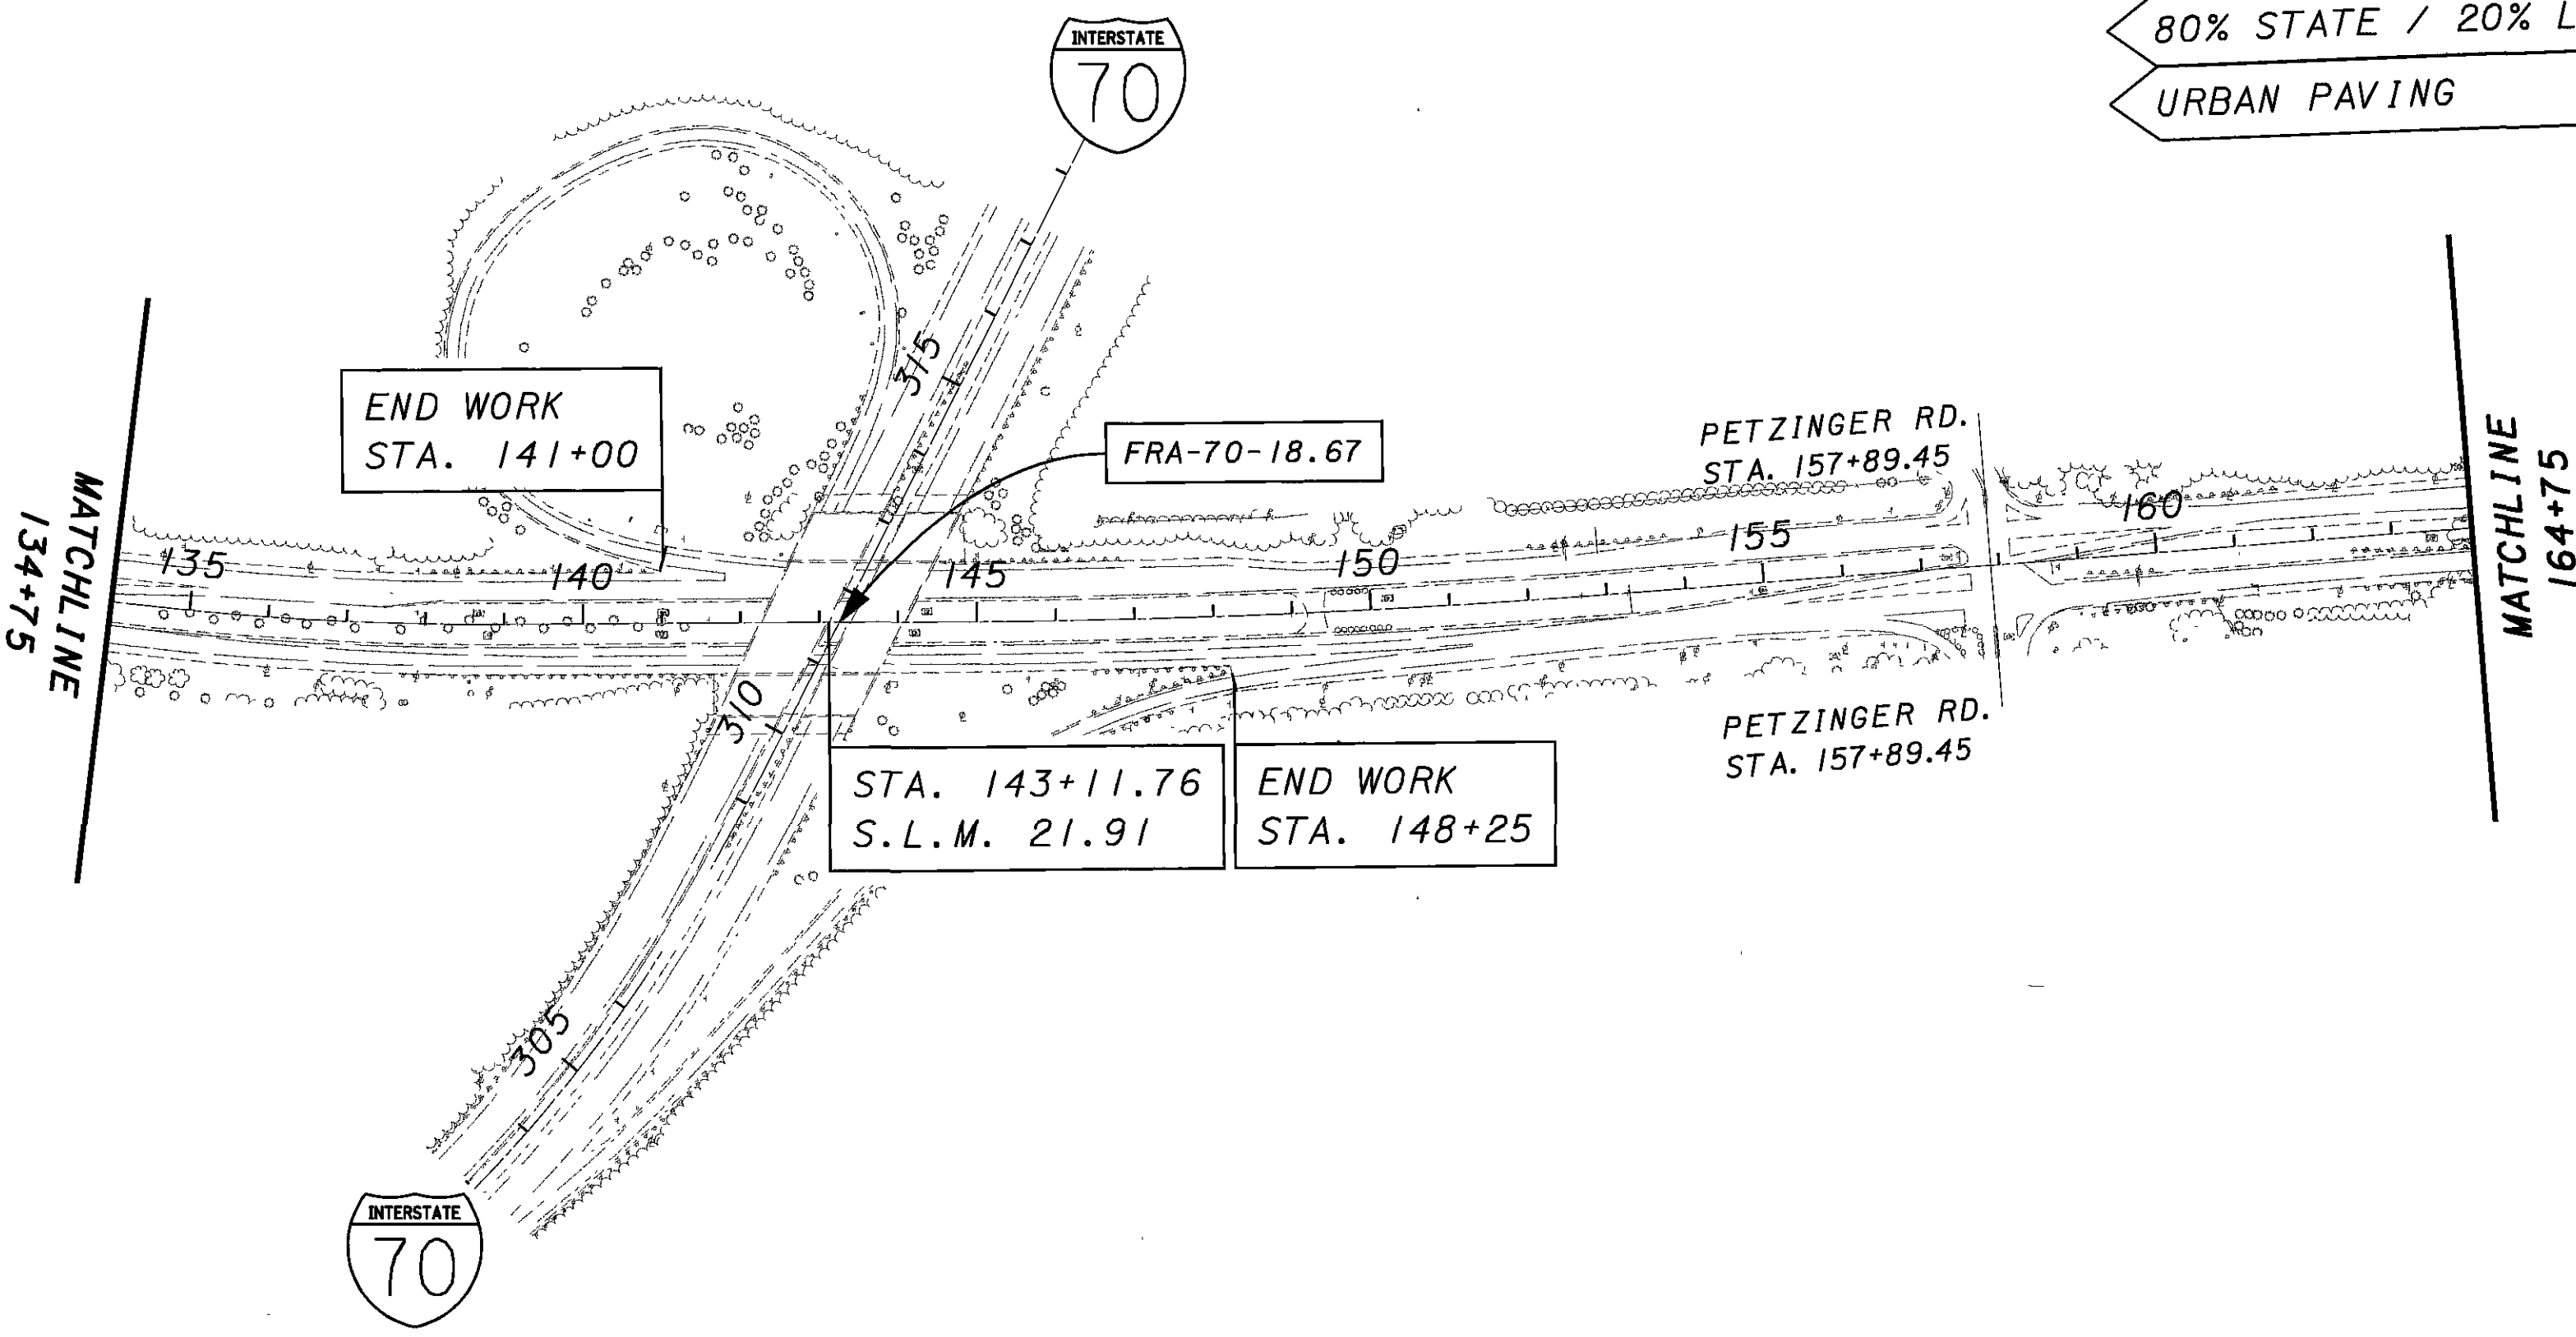 INTERSTATE
70
80% STATE / 20% L
URBAN PAVING
END WORK
STA. 141+00
315
FRA-70-18.67
PETZINGER RD.
STA. 157+89.45
MATCHLINE
134+75
135
140
145
150
155
160
MATCHLINE
164+75
310
STA. 143+11.76
S.L.M. 21.91
END WORK
STA. 148+25
PETZINGER RD.
STA. 157+89.45
305
INTERSTATE
70